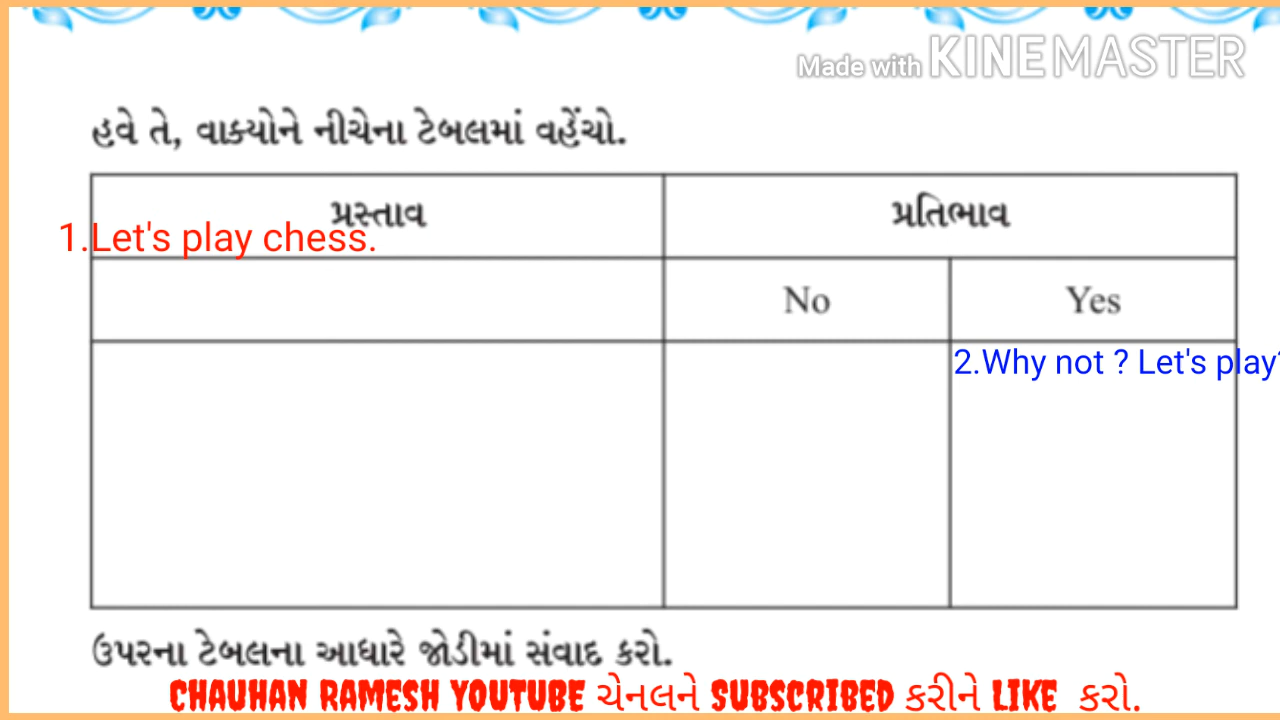 Made with KINEMASTER
હવે તે, વાક્યોને નીચેના ટેબલમાં વહેંચો.
પ્રસ્તાવ પ્રતિભાવ
1.Let's play chess.
No Yes
2.Why not ? Let's play?
ઉપરના ટેબલના આધારે જોડીમાં સંવાદ કરો.
CHAUHAN RAMESH YOUTUBE ચેનલને SUBSCRIBED કરીને LIKE કરો.